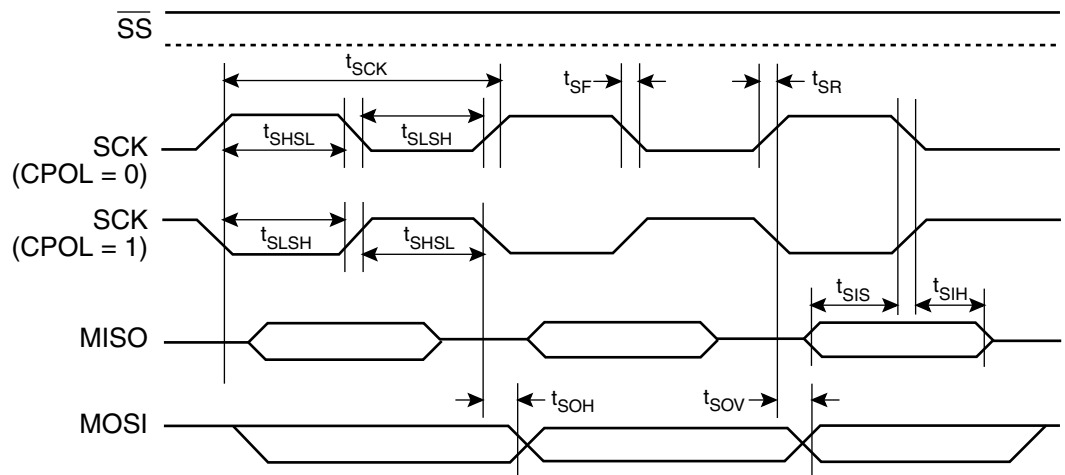 SS
tSCK
tSF
tSR
SCK
(CPOL = 0)
tSHSL
tSLSH
SCK
(CPOL = 1)
tSLSH
tSHSL
tSIS
tSIH
MISO
tSOH
tSOV
MOSI